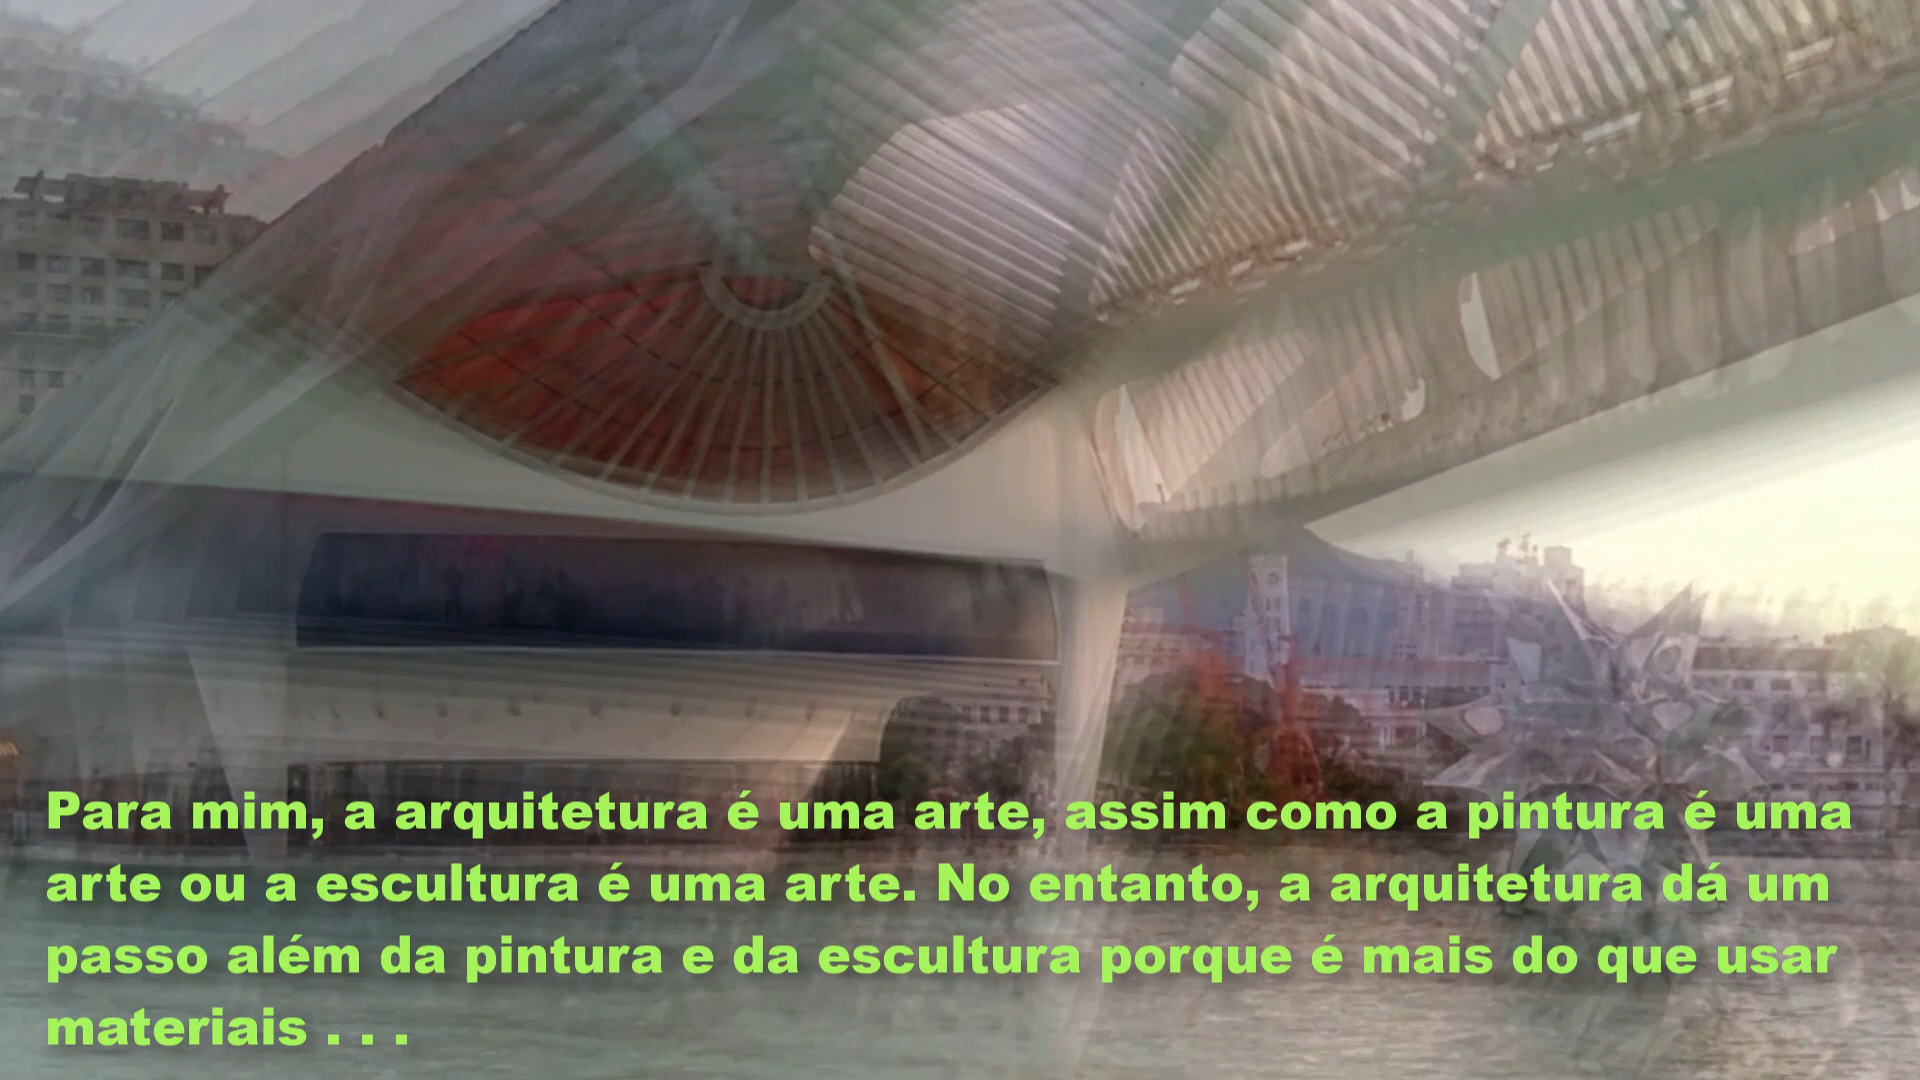 Para mim, a arquitetura é uma arte, assim como a pintura é uma
arte ou a escultura é uma arte. No entanto, a arquitetura dá um
passo além da pintura e da escultura porque é mais do que usar
materiais . . .